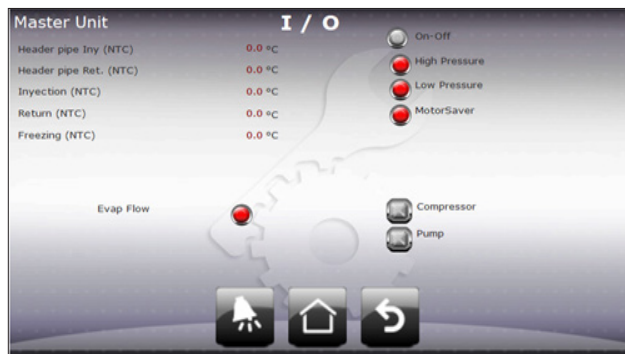 Master Unit
I / O
On-Off
Header pipe Iny (NTC) 0.0 ºC
High Pressure
Header pipe Ret. (NTC) 0.0 ºC
Low Pressure
Inyection (NTC) 0.0 ºC
MotorSaver
Return (NTC) 0.0 ºC
Freezing (NTC) 0.0 ºC
Evap Flow
Compressor
Pump